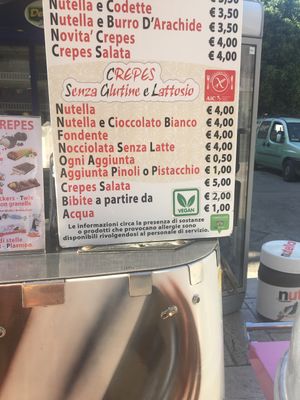 Nutella e Codette € 3,50
Nutella e Burro D'Arachide € 3,50
Novita' Crepes € 4,00
Crepes Salata € 4,00
CRÊPES
Senza Glutine e Lattosio
Nutella € 4,00
Nutella e Cioccolato Bianco € 4,00
Fondente € 4,00
Nocciolata Senza Latte € 4,00
Ogni Aggiunta € 0,50
Aggiunta Pinoli o Pistacchio € 1,00
Crepes Salata € 5,00
Bibite a partire da € 2,00
Acqua € 1,00
VEGAN
Le informazioni circa la presenza di sostanze
o prodotti che provocano allergie sono
disponibili rivolgendosi al personale di servizio.
REPES